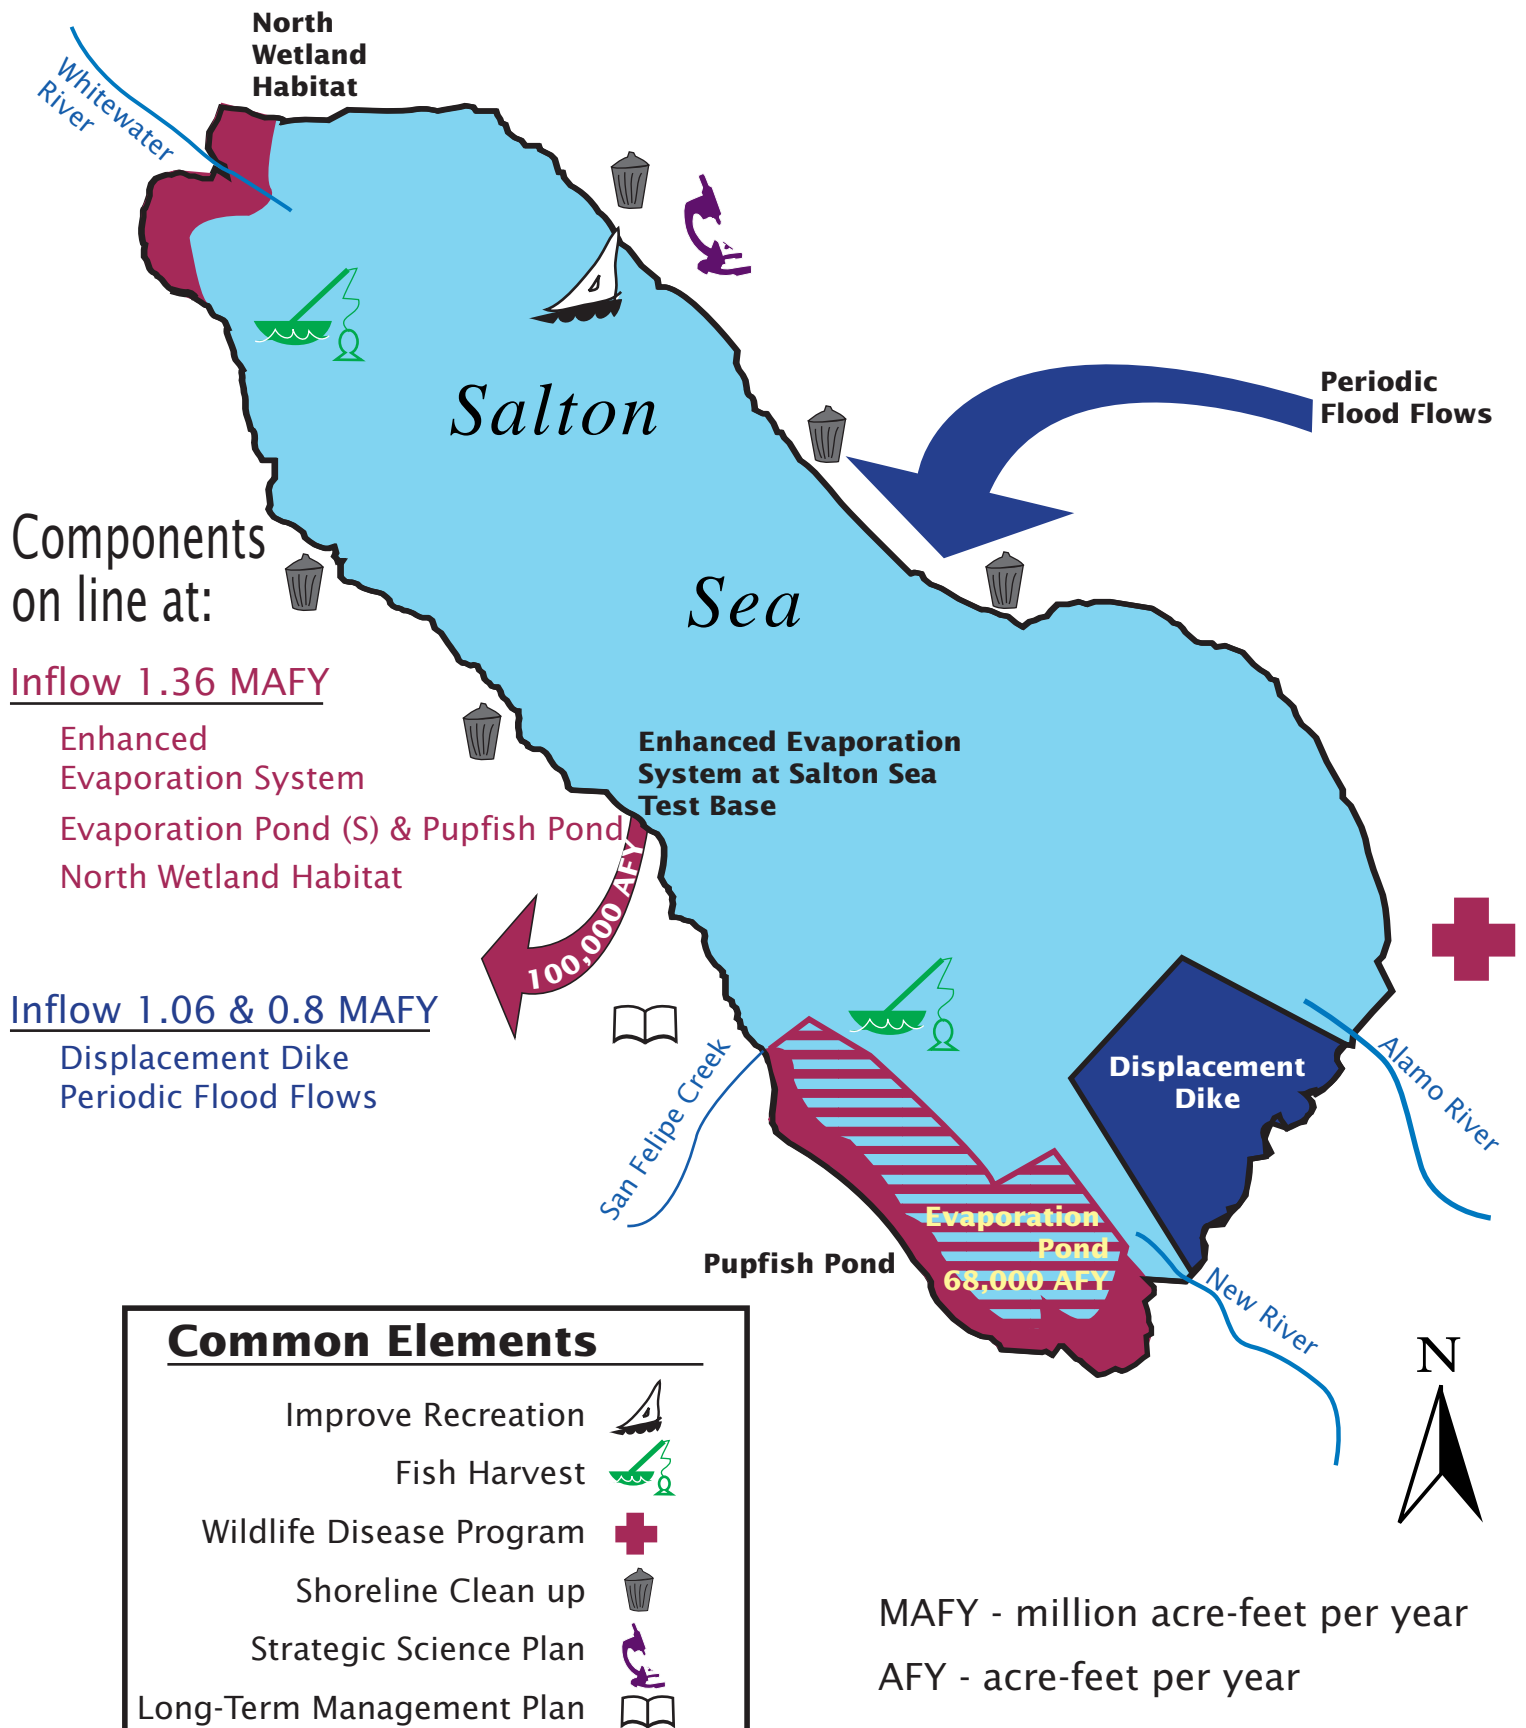 North
Wetland
Habitat
Whitewater
River
Periodic
Flood Flows
Salton
Sea
Components
on line at:
Inflow 1.36 MAFY
Enhanced
Evaporation System
Evaporation Pond (S) & Pupfish Pond
North Wetland Habitat
Enhanced Evaporation
System at Salton Sea
Test Base
100,000 AFY
Inflow 1.06 & 0.8 MAFY
Displacement Dike
Periodic Flood Flows
San Felipe Creek
Displacement
Dike
Alamo River
Evaporation
Pond
68,000 AFY
Pupfish Pond
New River
Common Elements
Improve Recreation
Fish Harvest
Wildlife Disease Program
Shoreline Clean up
Strategic Science Plan
Long-Term Management Plan
N
MAFY - million acre-feet per year
AFY - acre-feet per year